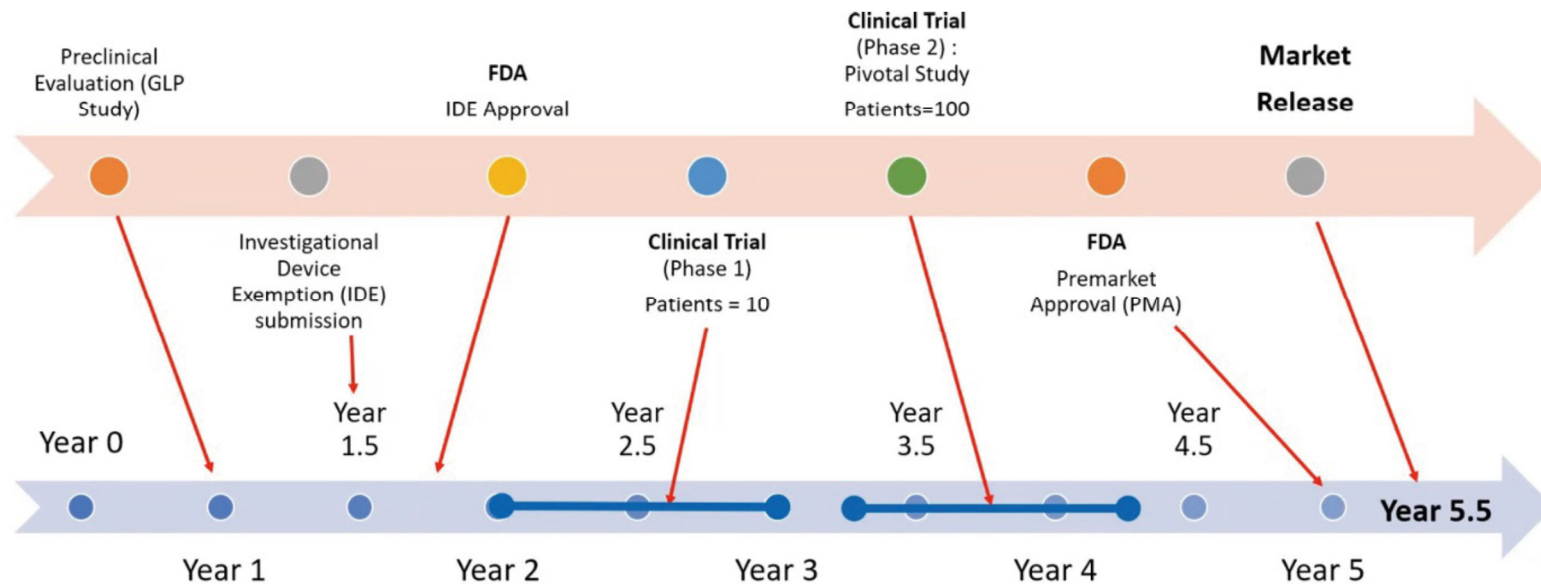 Preclinical
Evaluation (GLP
Study)
FDA
IDE Approval
Clinical Trial
(Phase 2) :
Pivotal Study
Patients=100
Market
Release
Investigational
Device
Exemption (IDE)
submission
Clinical Trial
(Phase 1)
Patients = 10
FDA
Premarket
Approval (PMA)
Year 0
Year
1.5
Year
2.5
Year
3.5
Year
4.5
Year 5.5
Year 1
Year 2
Year 3
Year 4
Year 5